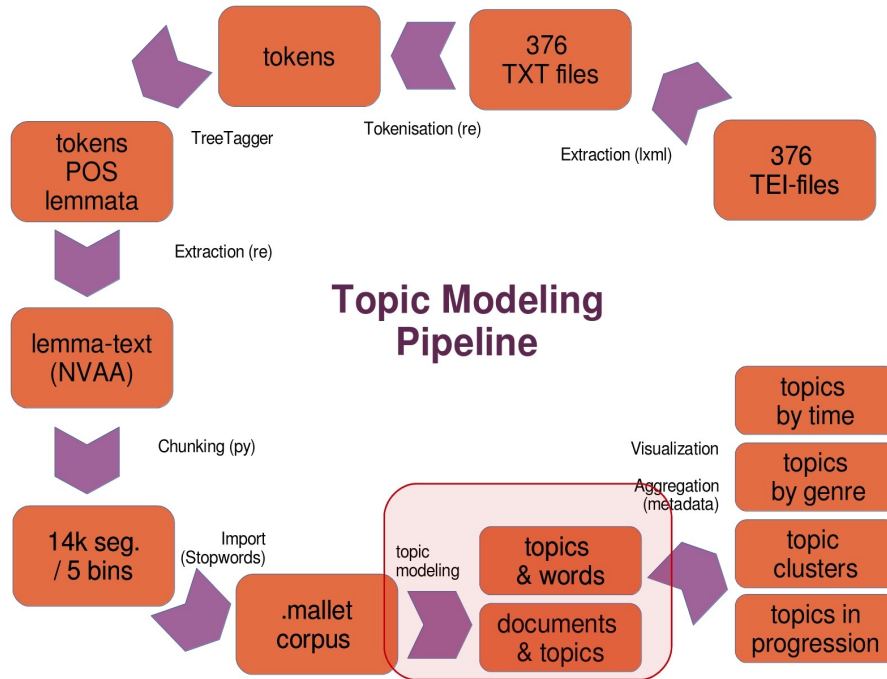 tokens
376
TXT files
Tokenisation (re)
TreeTagger
Extraction (lxml)
376
TEI-files
tokens
POS
lemmata
Extraction (re)
Topic Modeling
Pipeline
lemma-text
(NVAA)
Chunking (py)
14k seg.
/ 5 bins
Import
(Stopwords)
.mallet
corpus
topic
modeling
topics
& words
documents
& topics
Visualization
Aggregation
(metadata)
topics
by time
topics
by genre
topic
clusters
topics in
progression